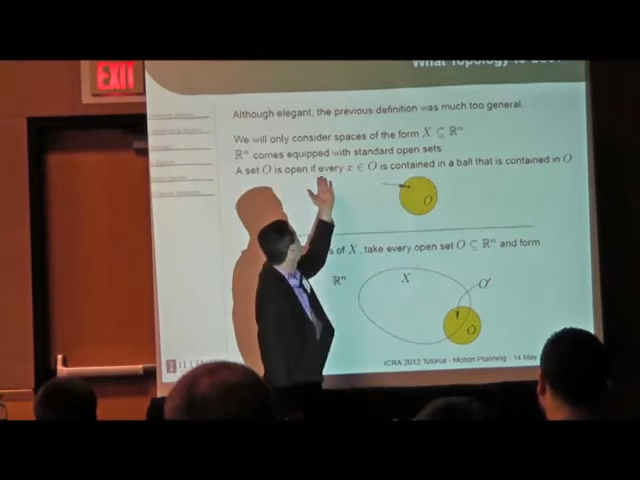 EXIT
What Topology to Use?
Although elegant, the previous definition was much too general.
We will only consider spaces of the form X ⊆ ℝⁿ
ℝⁿ comes equipped with standard open sets:
A set O is open if every x ∈ O is contained in a ball that is contained in O.
O
s of X, take every open set O ⊆ ℝⁿ and form
ℝⁿ
X
O′
O
ICRA 2012 Tutorial - Motion Planning - 14 May